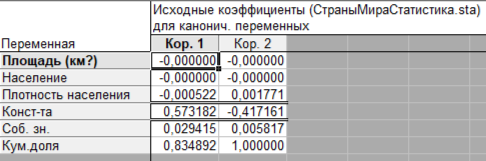 Исходные коэффициенты (СтраныМираСтатистика.sta)
для канонич. переменных
Переменная Кор. 1 Кор. 2
Площадь (км?) -0,000000 -0,000000
Население -0,000000 -0,000000
Плотность населения -0,000522 0,001771
Конст-та 0,573182 -0,417161
Соб. зн. 0,029415 0,005817
Кум.доля 0,834892 1,000000